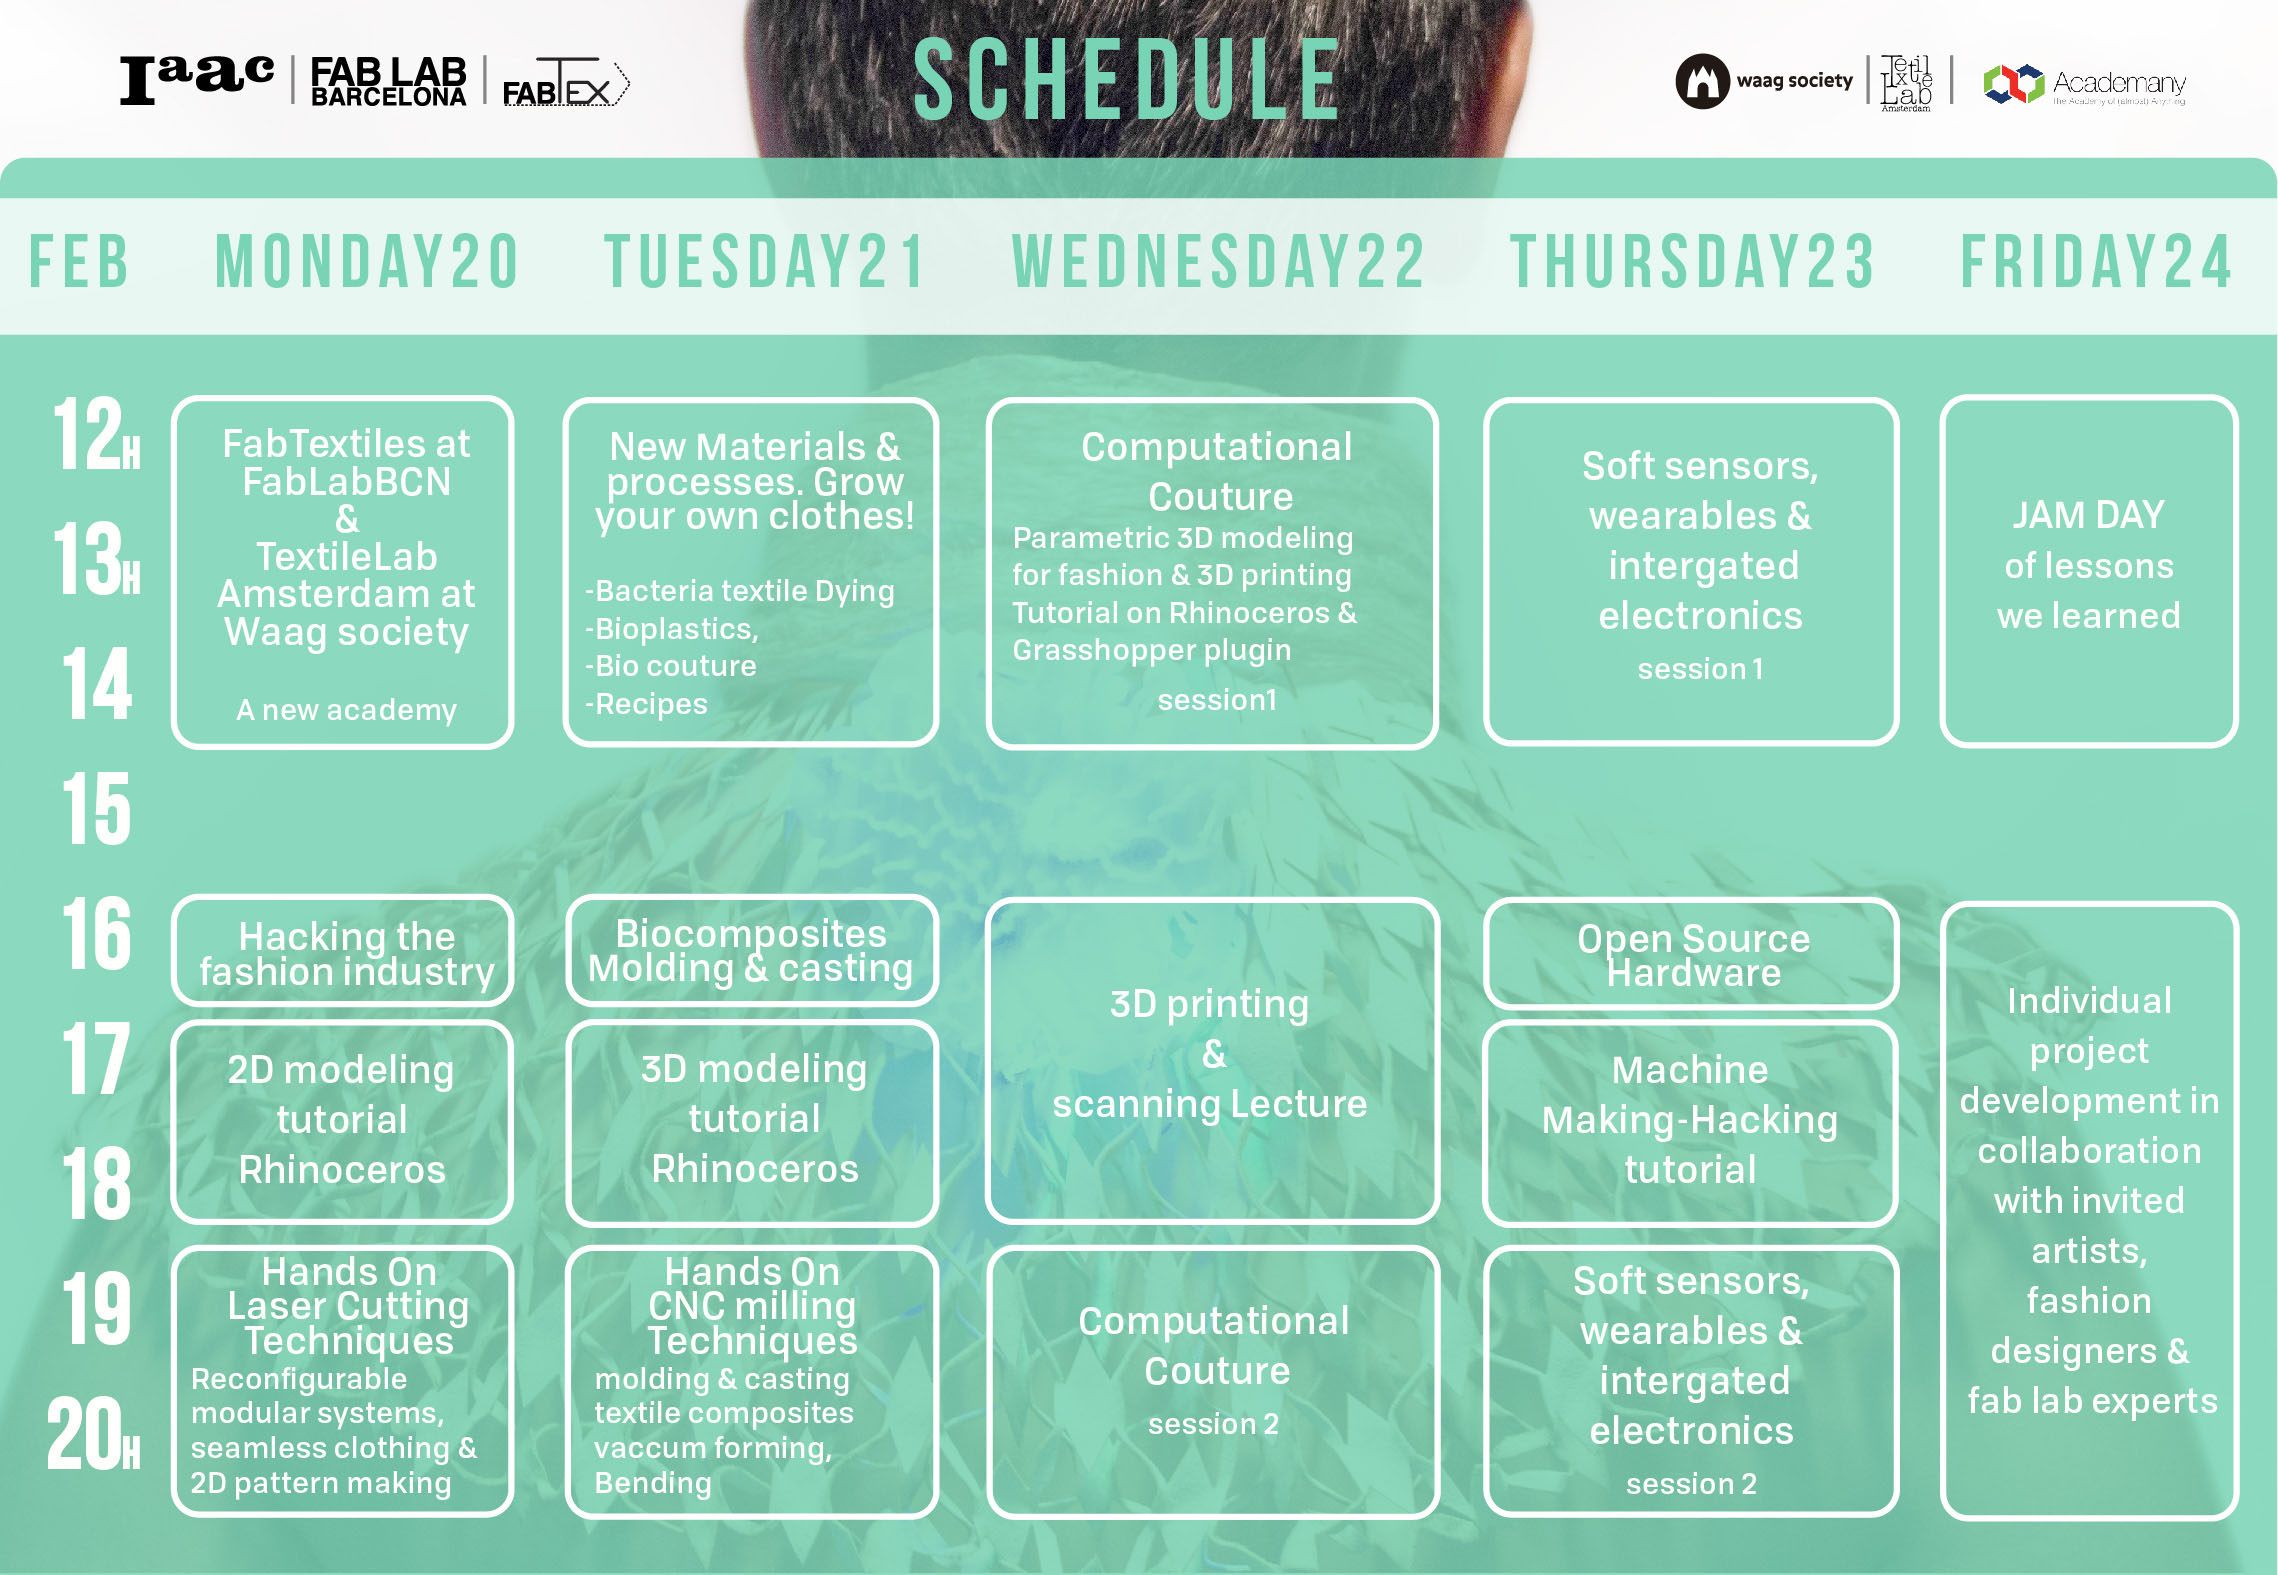 Iaac
FAB LAB
BARCELONA
FABTEX
SCHEDULE
waag society
Textil
Lab
Amsterdam
Academany
The Academy of (almost) Anything
FEB MONDAY20 TUESDAY21 WEDNESDAY22 THURSDAY23 FRIDAY24
12H
13H
14
15
16
17
18
19
20H
FabTextiles at
FabLabBCN
&
TextileLab
Amsterdam at
Waag society
A new academy
Hacking the
fashion industry
2D modeling
tutorial
Rhinoceros
Hands On
Laser Cutting
Techniques
Reconfigurable
modular systems,
seamless clothing &
2D pattern making
New Materials &
processes. Grow
your own clothes!
-Bacteria textile Dying
-Bioplastics,
-Bio couture
-Recipes
Biocomposites
Molding & casting
3D modeling
tutorial
Rhinoceros
Hands On
CNC milling
Techniques
molding & casting
textile composites
vaccum forming,
Bending
Computational
Couture
Parametric 3D modeling
for fashion & 3D printing
Tutorial on Rhinoceros &
Grasshopper plugin
session1
3D printing
&
scanning Lecture
Computational
Couture
session 2
Soft sensors,
wearables &
intergated
electronics
session 1
Open Source
Hardware
Machine
Making-Hacking
tutorial
Soft sensors,
wearables &
intergated
electronics
session 2
JAM DAY
of lessons
we learned
Individual
project
development in
collaboration
with invited
artists,
fashion
designers &
fab lab experts